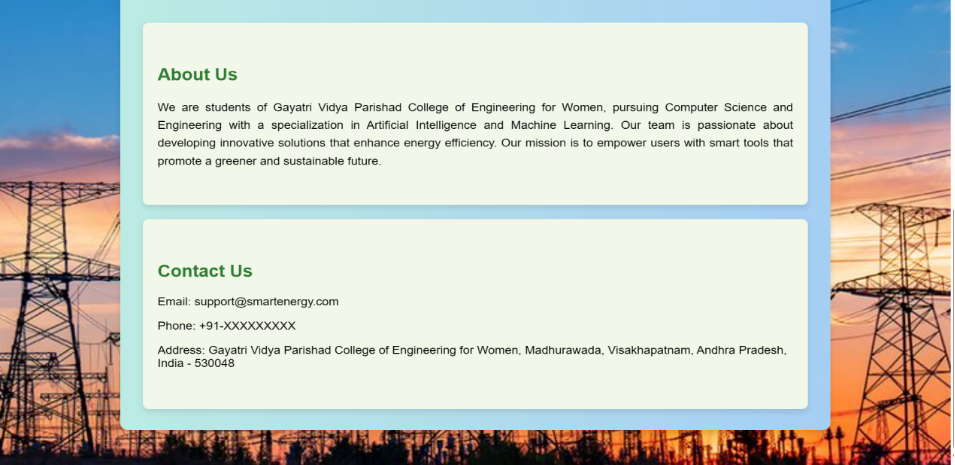 About Us
We are students of Gayatri Vidya Parishad College of Engineering for Women, pursuing Computer Science and
Engineering with a specialization in Artificial Intelligence and Machine Learning. Our team is passionate about
developing innovative solutions that enhance energy efficiency. Our mission is to empower users with smart tools that
promote a greener and sustainable future.
Contact Us
Email: support@smartenergy.com
Phone: +91-XXXXXXXXX
Address: Gayatri Vidya Parishad College of Engineering for Women, Madhurawada, Visakhapatnam, Andhra Pradesh,
India - 530048